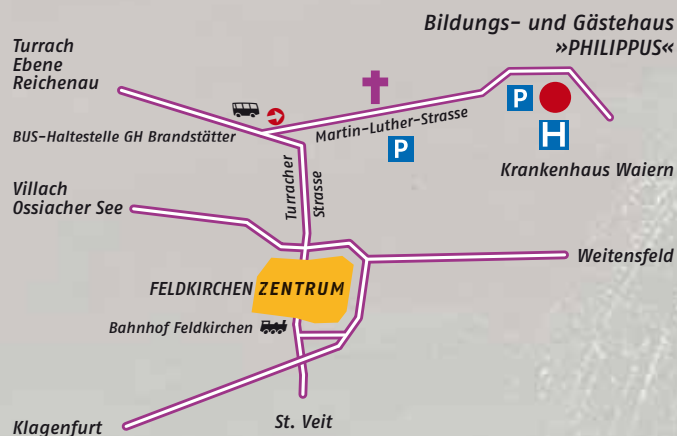 Bildungs- und Gästehaus
»PHILIPPUS«
Turrach
Ebene
Reichenau
P
P
H
BUS-Haltestelle GH Brandstätter
Martin-Luther-Strasse
Krankenhaus Waiern
Turracher
Strasse
Villach
Ossiacher See
Weitensfeld
FELDKIRCHEN ZENTRUM
Bahnhof Feldkirchen
Klagenfurt
St. Veit